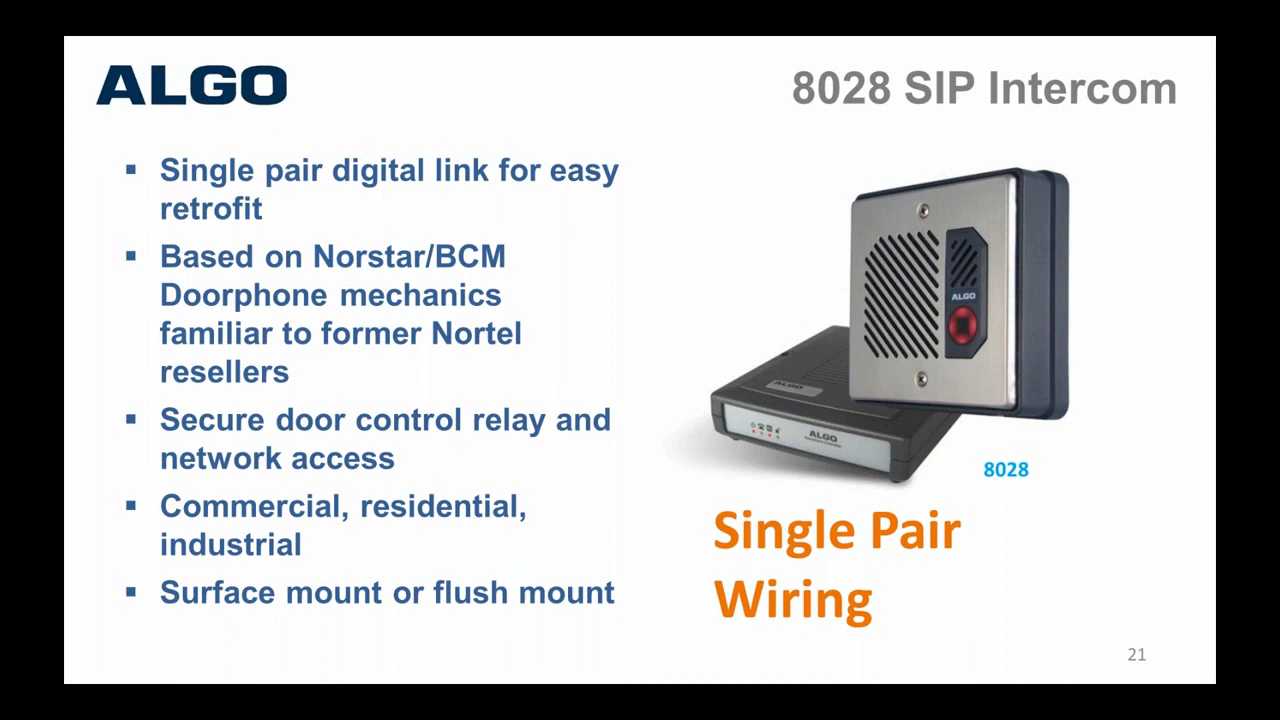 ALGO
8028 SIP Intercom
▪ Single pair digital link for easy
retrofit
▪ Based on Norstar/BCM
Doorphone mechanics
familiar to former Nortel
resellers
▪ Secure door control relay and
network access
▪ Commercial, residential,
industrial
▪ Surface mount or flush mount
ALGO
ALGO
ALGO
8028
Single Pair
Wiring
21